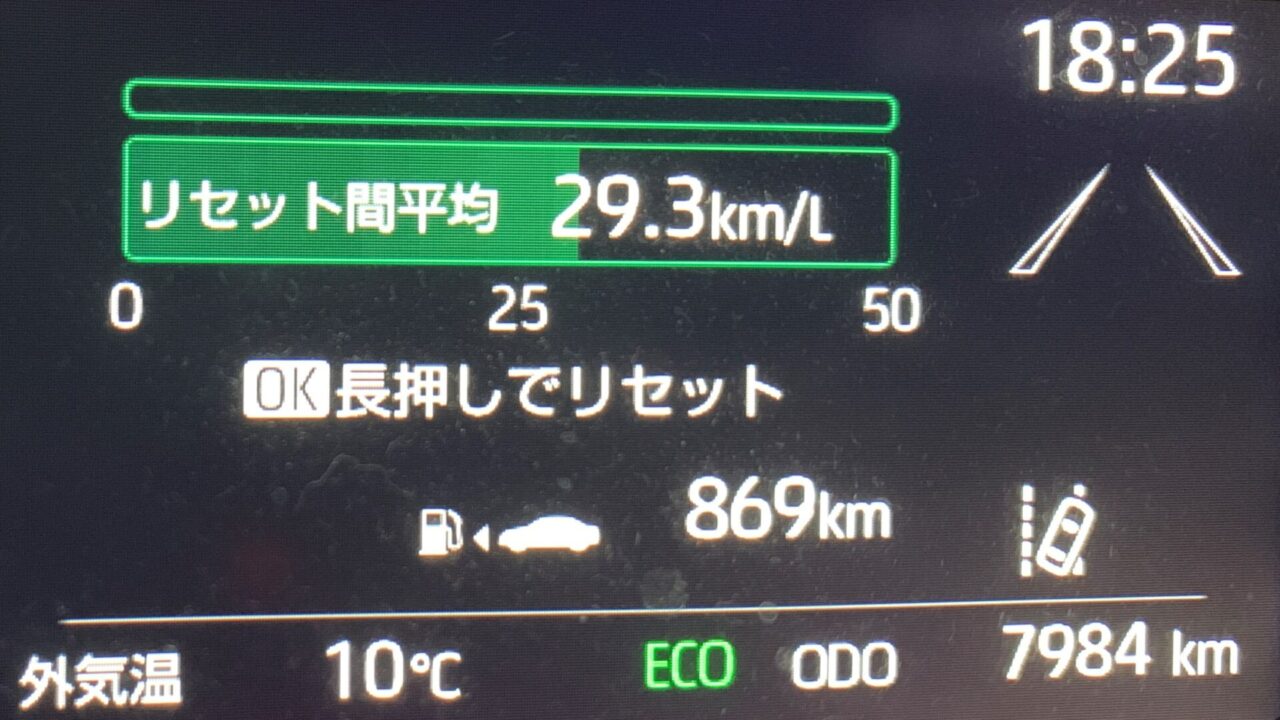 18:25
リセット間平均 29.3km/L
0 25 50
OK長押しでリセット
869km
外気温 10℃ ECO ODO 7984 km